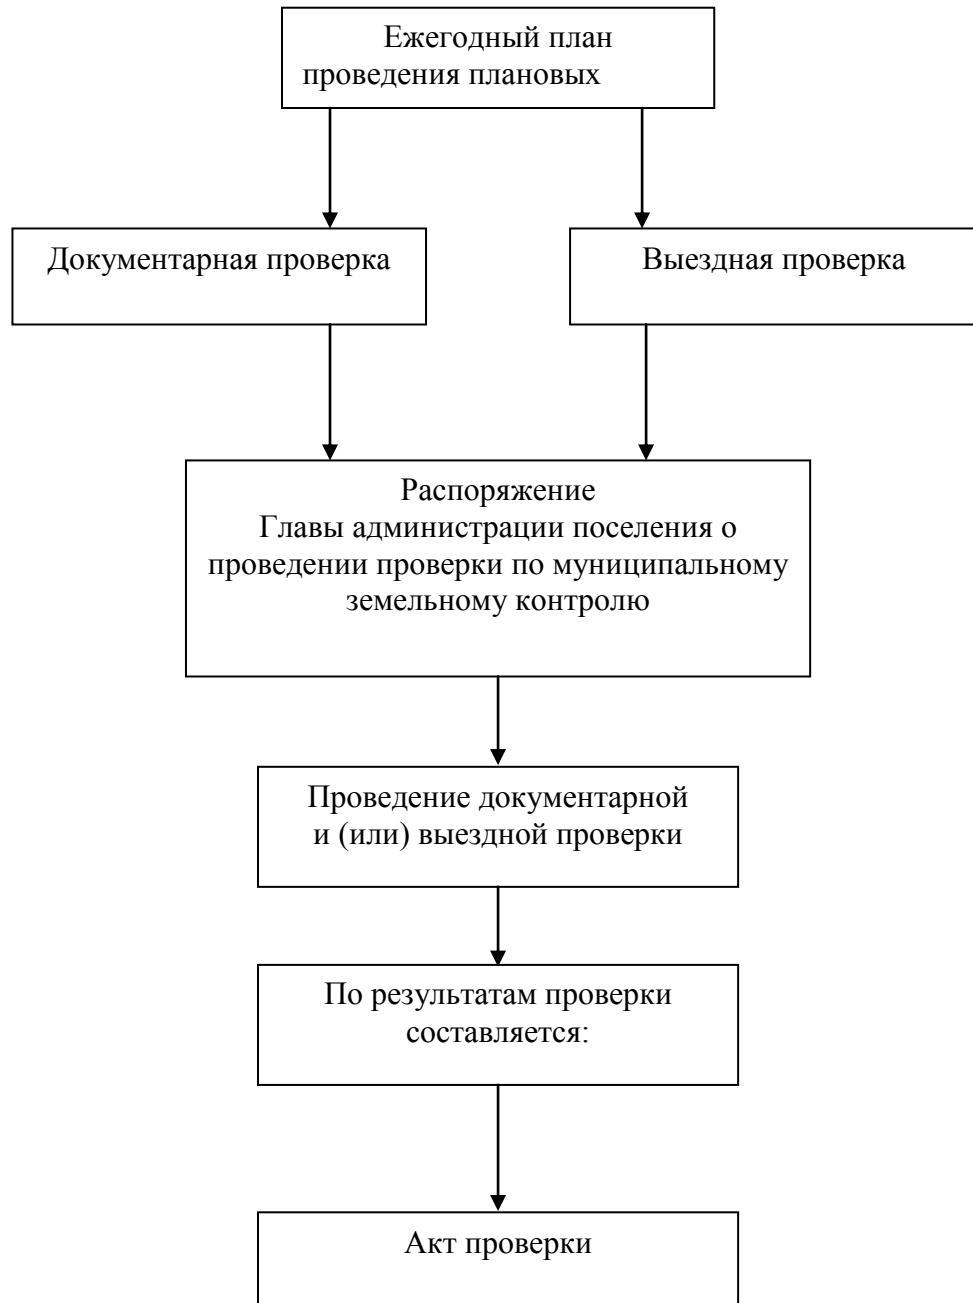 Ежегодный план
проведения плановых
Документарная проверка
Выездная проверка
Распоряжение
Главы администрации поселения о
проведении проверки по муниципальному
земельному контролю
Проведение документарной
и (или) выездной проверки
По результатам проверки
составляется:
Акт проверки